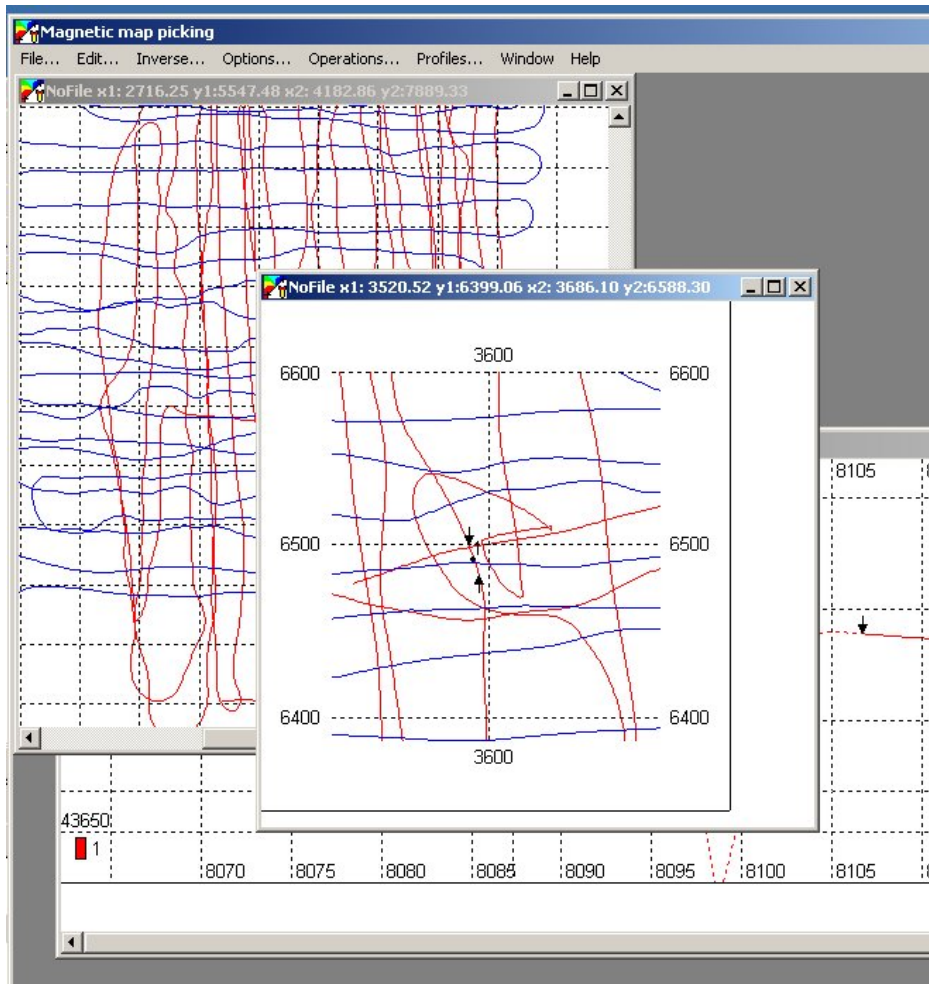 Magnetic map picking
File... Edit... Inverse... Options... Operations... Profiles... Window Help
NoFile x1: 2716.25 y1:5547.48 x2: 4182.86 y2:7889.33
NoFile x1: 3520.52 y1:6399.06 x2: 3686.10 y2:6588.30
3600
6600 6600
6500 6500
6400 6400
3600
8105
43650
1
8070 8075 8080 8085 8090 8095 8100 8105